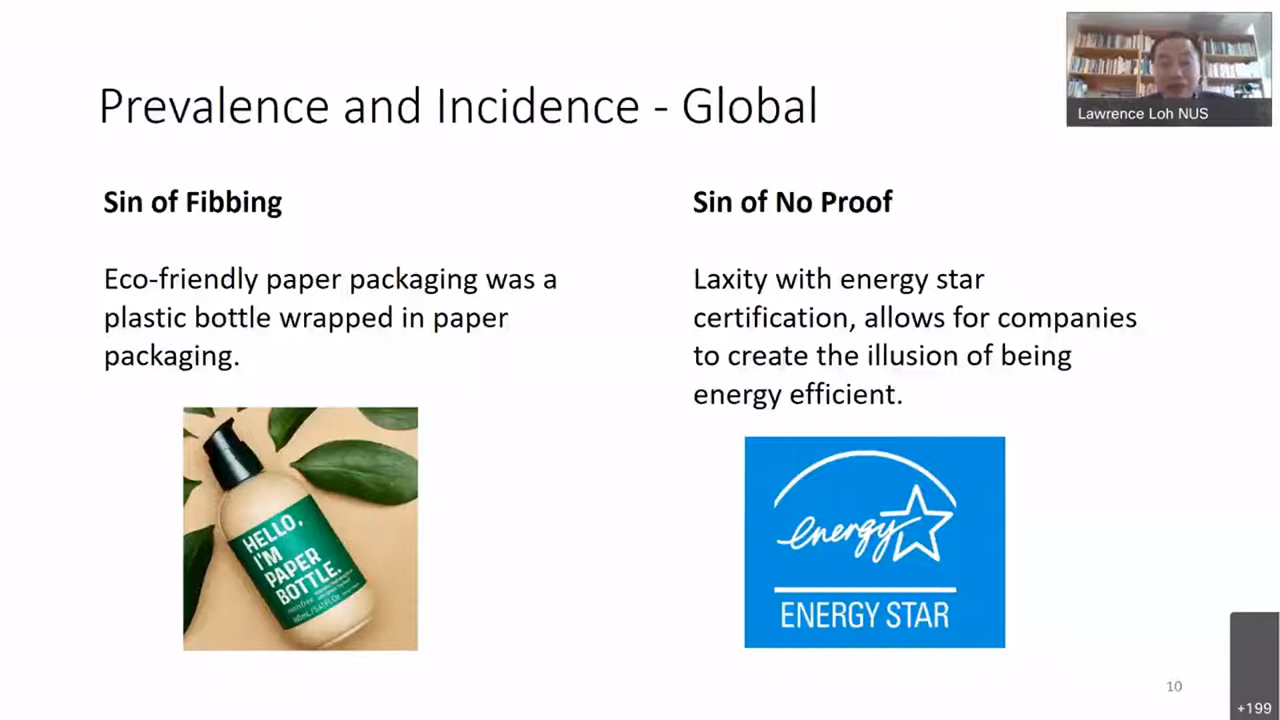 Prevalence and Incidence - Global
Lawrence Loh NUS
Sin of Fibbing
Eco-friendly paper packaging was a
plastic bottle wrapped in paper
packaging.
HELLO,
I'M
PAPER
BOTTLE.
innisfree
Sin of No Proof
Laxity with energy star
certification, allows for companies
to create the illusion of being
energy efficient.
energy
ENERGY STAR
10
+199